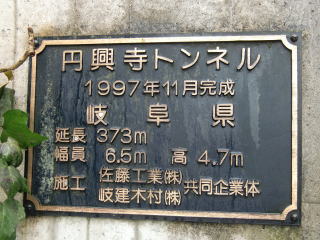 円興寺トンネル
1997年11月完成
岐阜県
延長 373m
幅員 6.5m 高 4.7m
施工 佐藤工業㈱ 岐建木村㈱ 共同企業体